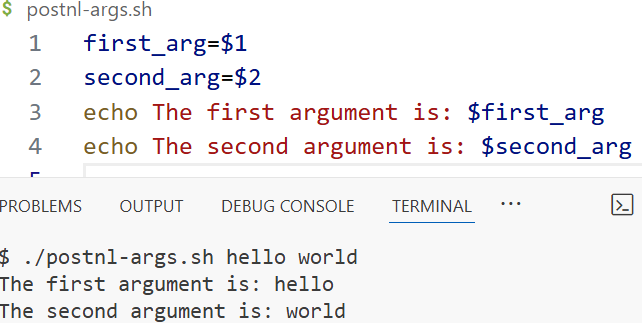 $ postnl-args.sh
1 first_arg=$1
2 second_arg=$2
3 echo The first argument is: $first_arg
4 echo The second argument is: $second_arg
5
PROBLEMS OUTPUT DEBUG CONSOLE TERMINAL ...
$ ./postnl-args.sh hello world
The first argument is: hello
The second argument is: world